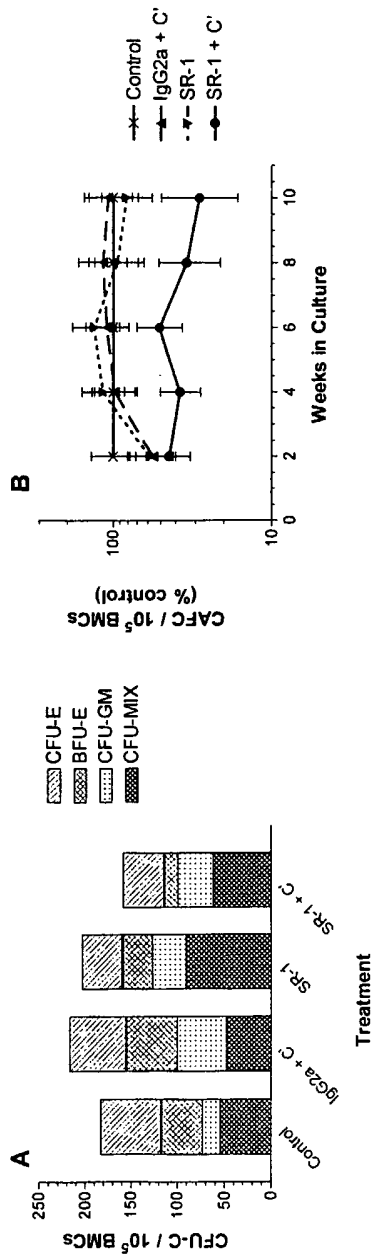 A
CFU-C / 10⁵ BMCs
250
200
150
100
50
0
Control
IgG2a + C'
SR-1
SR-1 + C'
Treatment
CFU-E
BFU-E
CFU-GM
CFU-MIX
B
CAFC / 10⁵ BMCs
(% control)
100
10
0
2
4
6
8
10
Weeks in Culture
Control
IgG2a + C'
SR-1
SR-1 + C'